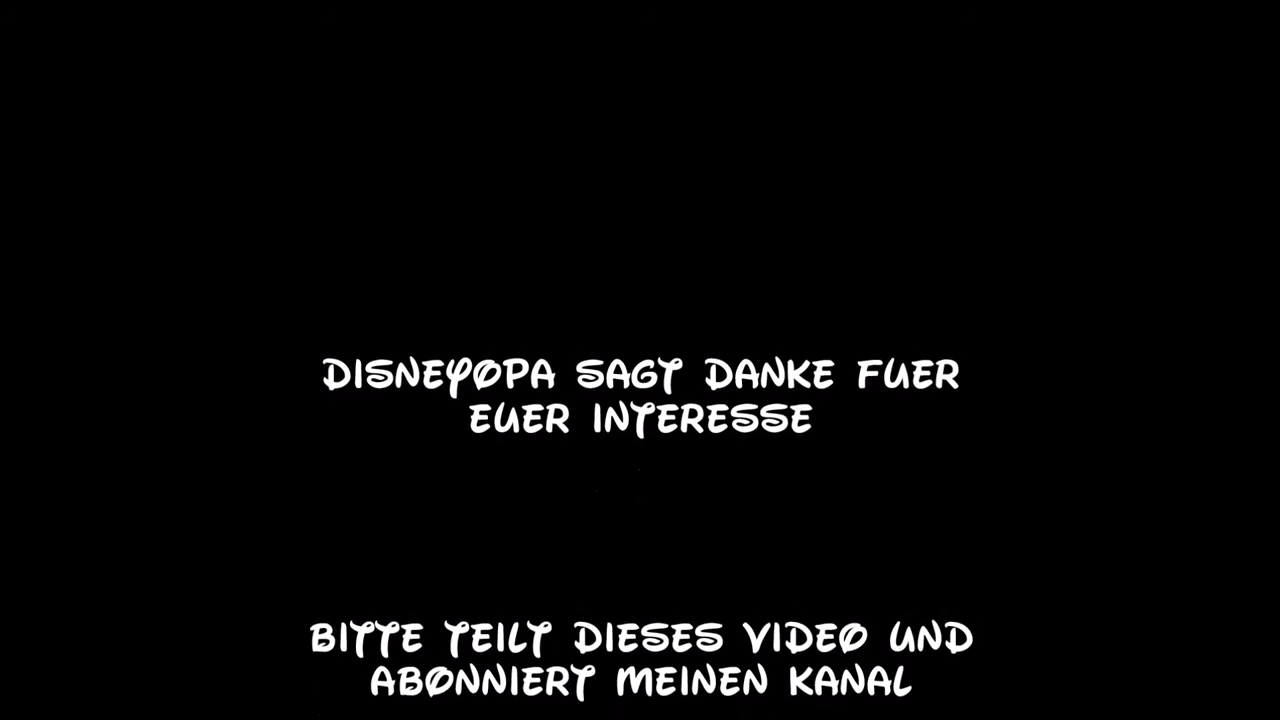 DISNEYOPA SAGT DANKE FUER
EUER INTERESSE
BITTE TEILT DIESES VIDEO UND
ABONNIERT MEINEN KANAL